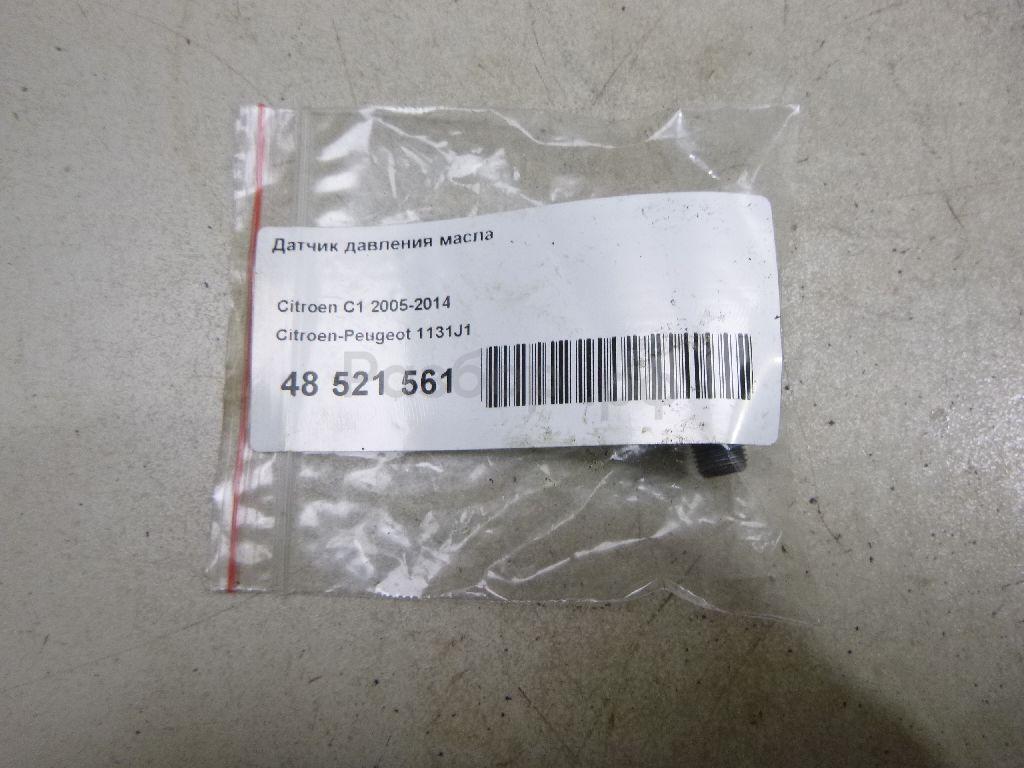 Датчик давления масла
Citroen C1 2005-2014
Citroen-Peugeot 1131J1
48 521 561